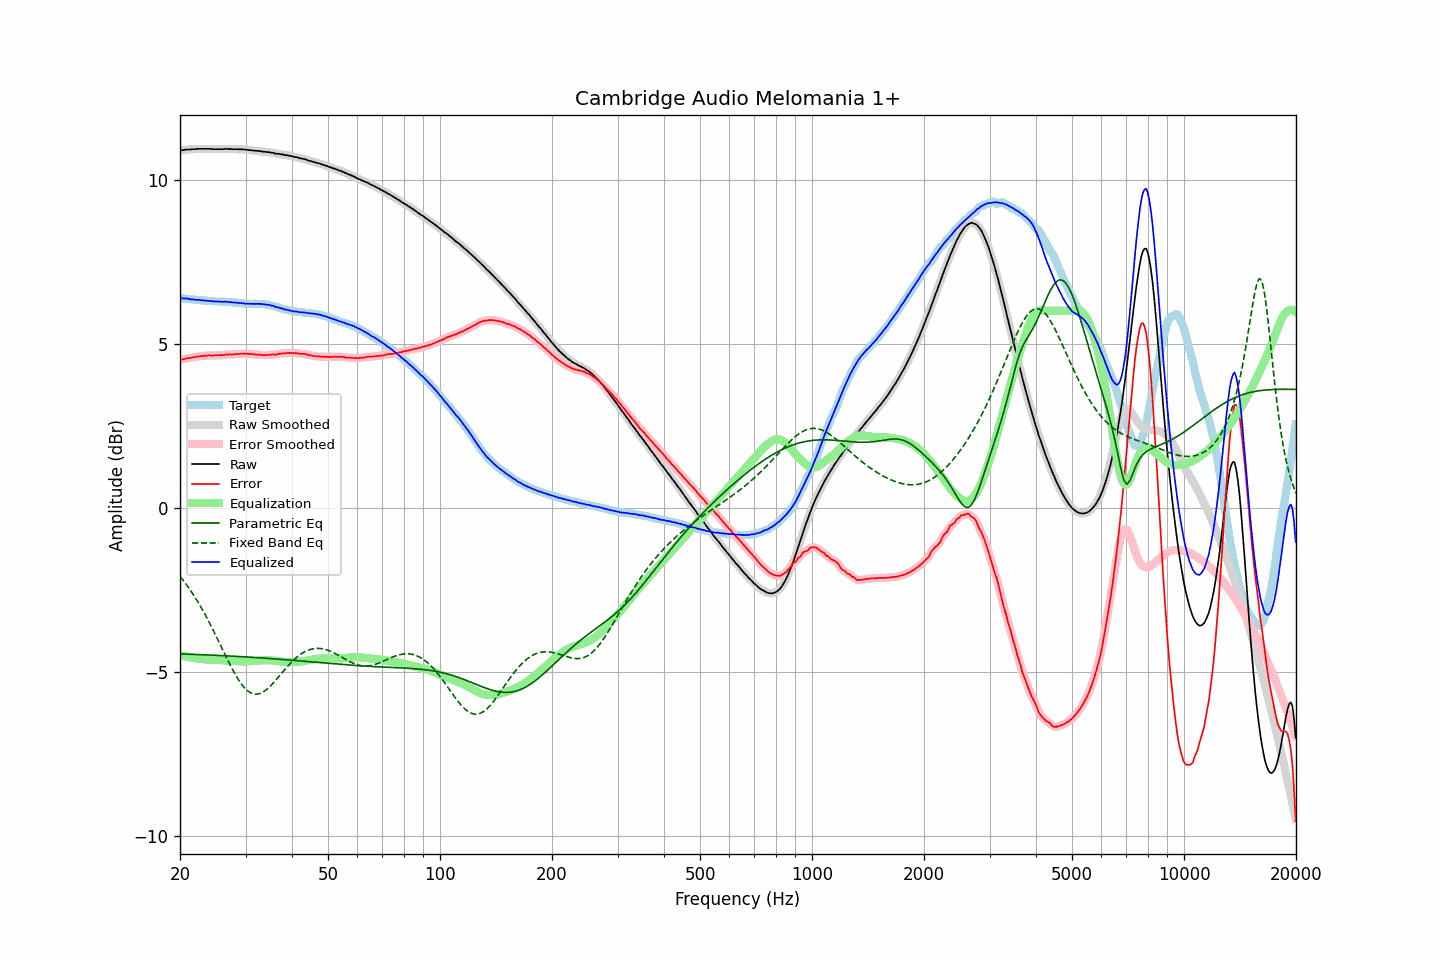 Cambridge Audio Melomania 1+
10
5
0
−5
−10
Amplitude (dBr)
Target
Raw Smoothed
Error Smoothed
Raw
Error
Equalization
Parametric Eq
Fixed Band Eq
Equalized
20 50 100 200 500 1000 2000 5000 10000 20000
Frequency (Hz)